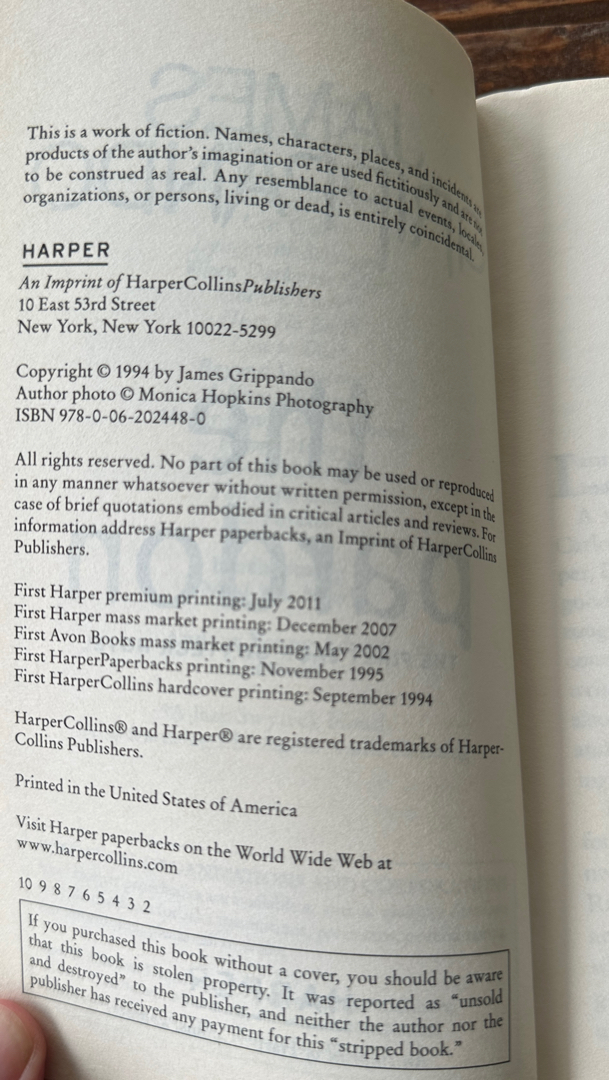 This is a work of fiction. Names, characters, places, and incidents are
products of the author's imagination or are used fictitiously and are not
to be construed as real. Any resemblance to actual events, locales,
organizations, or persons, living or dead, is entirely coincidental.
HARPER
An Imprint of HarperCollinsPublishers
10 East 53rd Street
New York, New York 10022-5299
Copyright © 1994 by James Grippando
Author photo © Monica Hopkins Photography
ISBN 978-0-06-202448-0
All rights reserved. No part of this book may be used or reproduced
in any manner whatsoever without written permission, except in the
case of brief quotations embodied in critical articles and reviews. For
information address Harper paperbacks, an Imprint of HarperCollins
Publishers.
First Harper premium printing: July 2011
First Harper mass market printing: December 2007
First Avon Books mass market printing: May 2002
First HarperPaperbacks printing: November 1995
First HarperCollins hardcover printing: September 1994
HarperCollins® and Harper® are registered trademarks of Harper-
Collins Publishers.
Printed in the United States of America
Visit Harper paperbacks on the World Wide Web at
www.harpercollins.com
10 9 8 7 6 5 4 3 2
If you purchased this book without a cover, you should be aware
that this book is stolen property. It was reported as "unsold
and destroyed" to the publisher, and neither the author nor the
publisher has received any payment for this "stripped book."